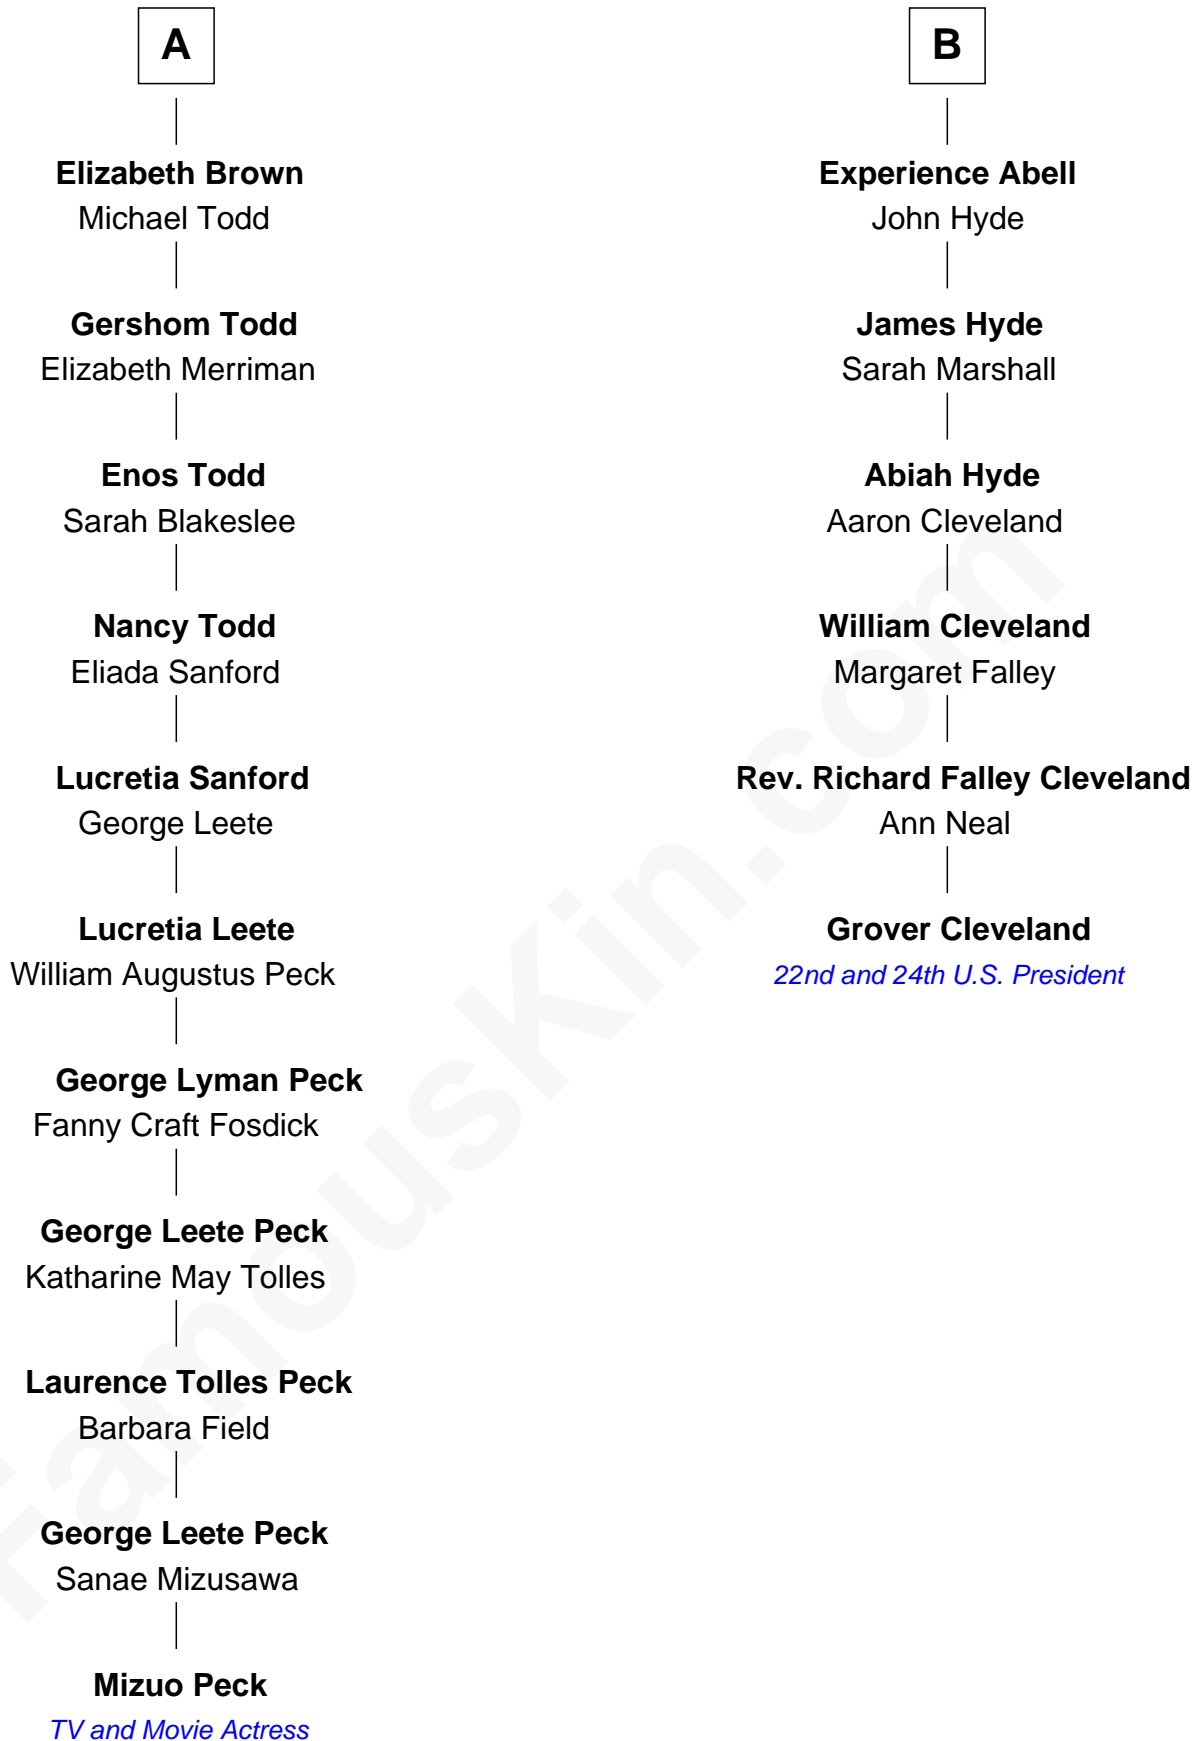 A
Elizabeth Brown
Michael Todd
Gershom Todd
Elizabeth Merriman
Enos Todd
Sarah Blakeslee
Nancy Todd
Eliada Sanford
Lucretia Sanford
George Leete
Lucretia Leete
William Augustus Peck
George Lyman Peck
Fanny Craft Fosdick
George Leete Peck
Katharine May Tolles
Laurence Tolles Peck
Barbara Field
George Leete Peck
Sanae Mizusawa
Mizuo Peck
TV and Movie Actress
B
Experience Abell
John Hyde
James Hyde
Sarah Marshall
Abiah Hyde
Aaron Cleveland
William Cleveland
Margaret Falley
Rev. Richard Falley Cleveland
Ann Neal
Grover Cleveland
22nd and 24th U.S. President
FamousKin.com